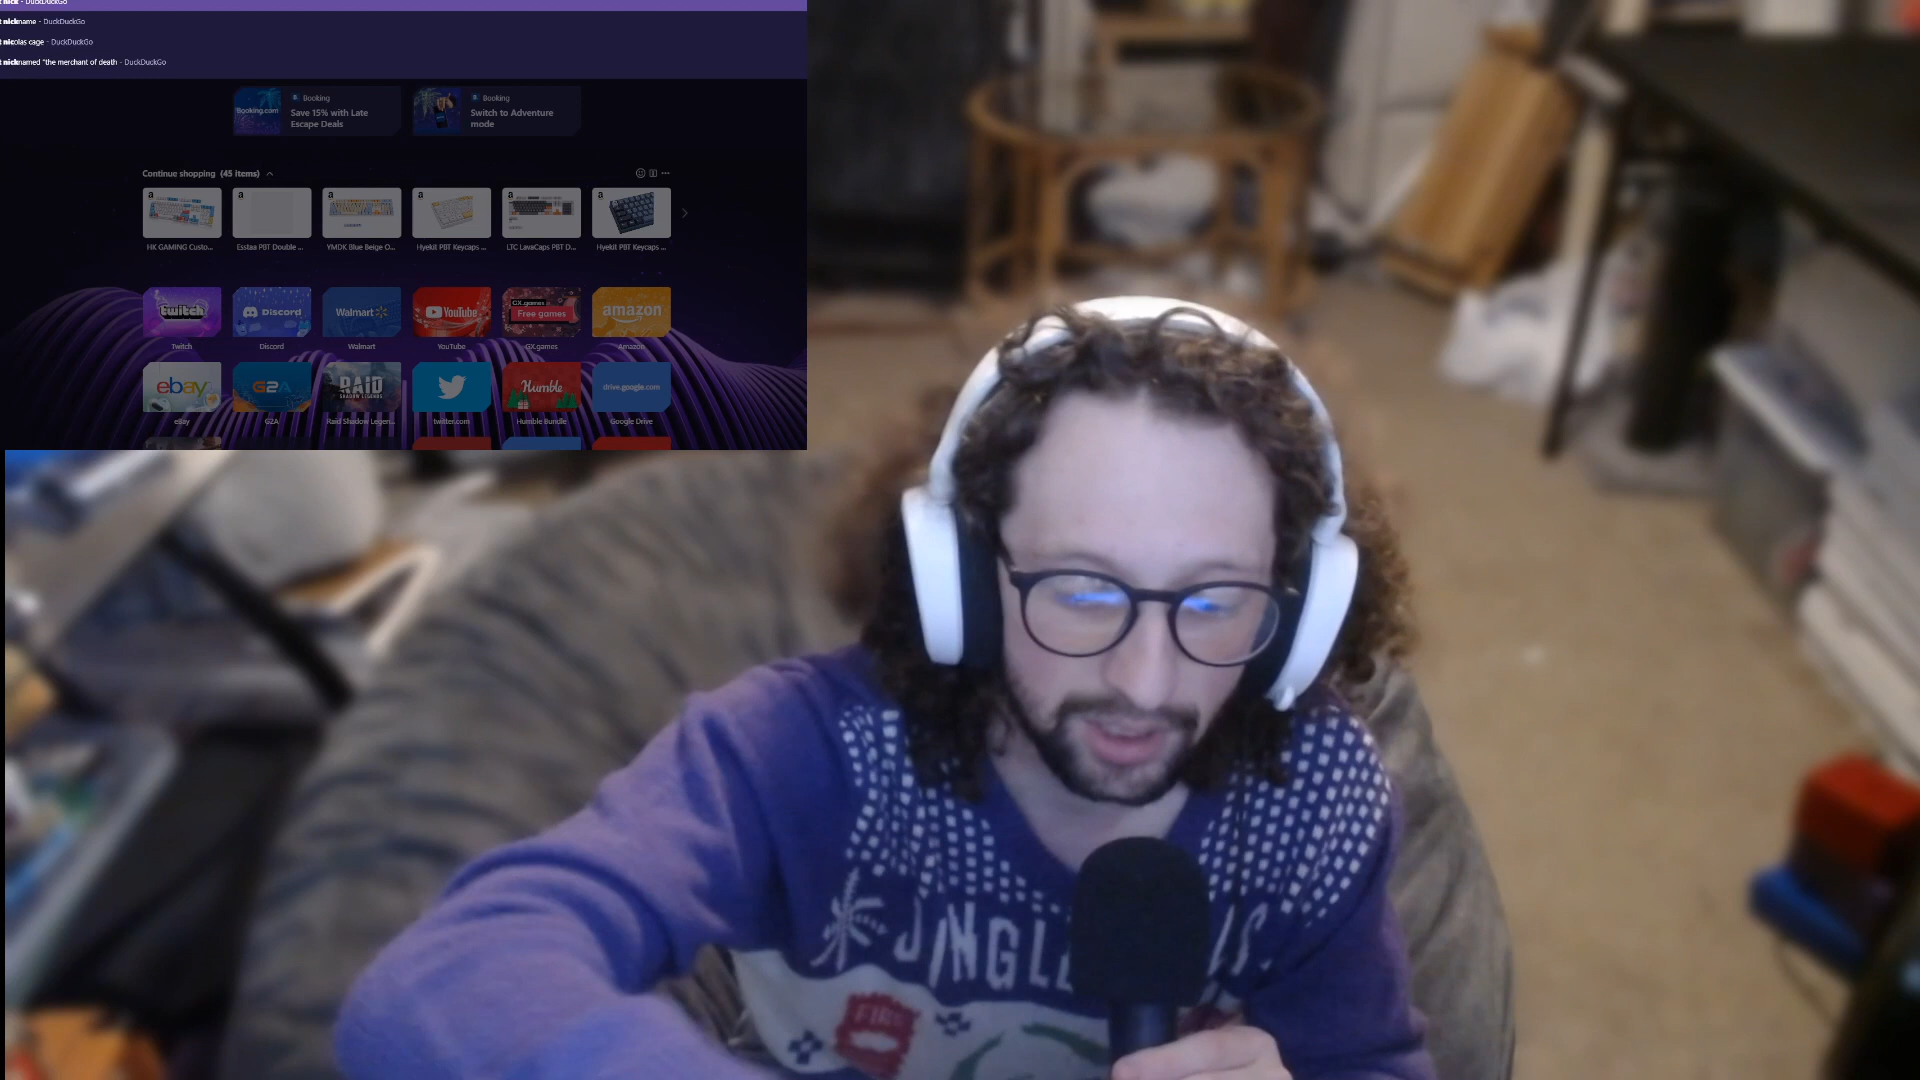 nick - DuckDuckGo
nickname - DuckDuckGo
nicolas cage - DuckDuckGo
nicknamed "the merchant of death - DuckDuckGo
Booking.com
Booking
Save 15% with Late
Escape Deals
Booking
Switch to Adventure
mode
Continue shopping (45 items)
HK GAMING Custo...
Esstaa PBT Double ...
YMDK Blue Beige O...
Hyekit PBT Keycaps ...
LTC LavaCaps PBT D...
Hyekit PBT Keycaps ...
twitch
Discord
Walmart
YouTube
GX.games
Free games
amazon
Twitch
Discord
Walmart
YouTube
GX.games
Amazon
ebay
G2A
RAID
SHADOW LEGENDS
Humble
drive.google.com
eBay
G2A
Raid Shadow Legen...
twitter.com
Humble Bundle
Google Drive
FIRE